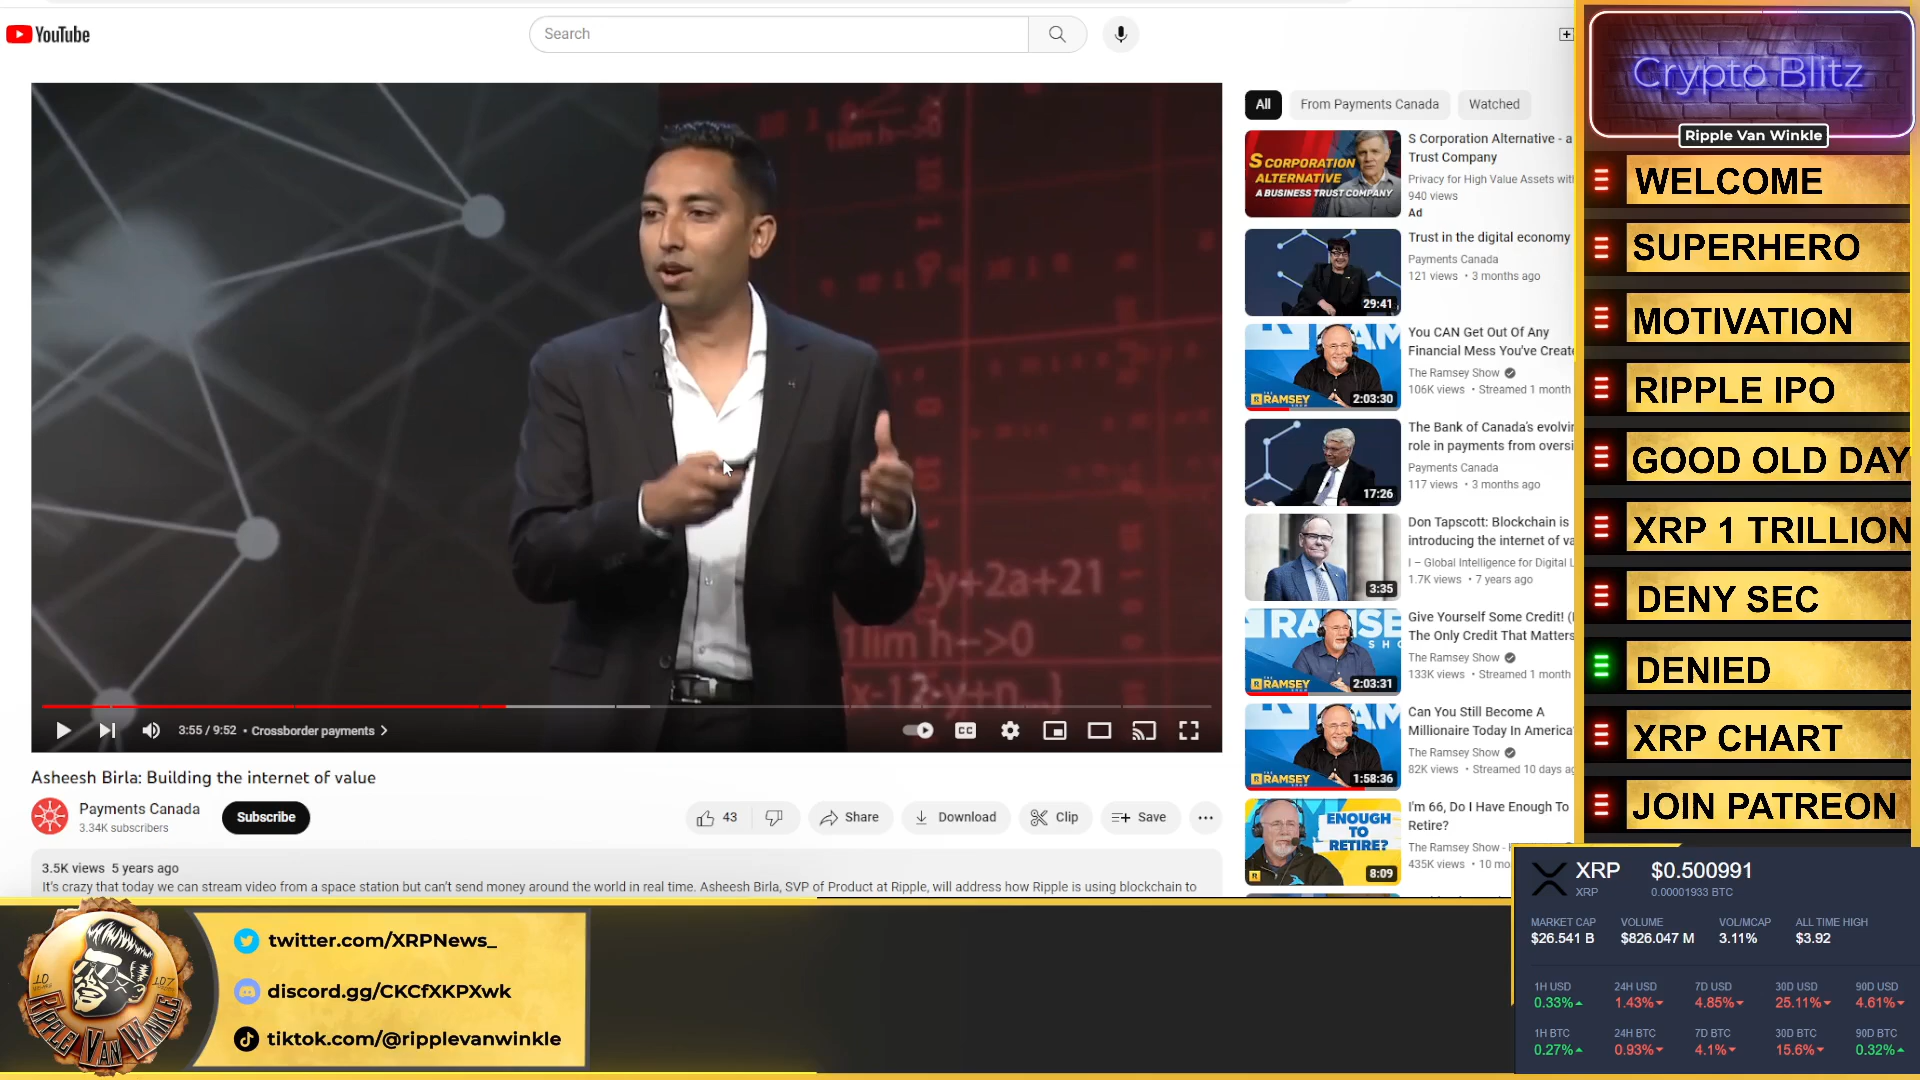 YouTube
Search
Crypto Blitz
Ripple Van Winkle
All
From Payments Canada
Watched
S Corporation Alternative - a
Trust Company
Privacy for High Value Assets wit
940 views
Ad
S CORPORATION
ALTERNATIVE
A BUSINESS TRUST COMPANY
Trust in the digital economy
Payments Canada
121 views • 3 months ago
29:41
You CAN Get Out Of Any
Financial Mess You've Create
The Ramsey Show
106K views • Streamed 1 month
RAMSEY
2:03:30
The Bank of Canada's evolvin
role in payments from oversi
Payments Canada
117 views • 3 months ago
17:26
Don Tapscott: Blockchain is
introducing the internet of va
I – Global Intelligence for Digital L
1.7K views • 7 years ago
3:35
Give Yourself Some Credit! (
The Only Credit That Matters
The Ramsey Show
133K views • Streamed 1 month
RAMSEY
2:03:31
Can You Still Become A
Millionaire Today In America
The Ramsey Show
82K views • Streamed 10 days ag
RAMSEY
1:58:36
I'm 66, Do I Have Enough To
Retire?
The Ramsey Show -
435K views • 10 mo
ENOUGH
TO
RETIRE?
8:09
WELCOME
SUPERHERO
MOTIVATION
RIPPLE IPO
GOOD OLD DAY
XRP 1 TRILLION
DENY SEC
DENIED
XRP CHART
JOIN PATREON
-y+2a+21
1lim h-->0
3:55 / 9:52 • Crossborder payments
CC
Asheesh Birla: Building the internet of value
Payments Canada
3.34K subscribers
Subscribe
43
Share
Download
Clip
Save
3.5K views 5 years ago
It's crazy that today we can stream video from a space station but can't send money around the world in real time. Asheesh Birla, SVP of Product at Ripple, will address how Ripple is using blockchain to
RIPPLE VAN WINKLE
twitter.com/XRPNews_
discord.gg/CKCfXKPXwk
tiktok.com/@ripplevanwinkle
XRP $0.500991
XRP 0.00001933 BTC
MARKET CAP VOLUME VOL/MCAP ALL TIME HIGH
$26.541 B $826.047 M 3.11% $3.92
1H USD 24H USD 7D USD 30D USD 90D USD
0.33% 1.43% 4.85% 25.11% 4.61%
1H BTC 24H BTC 7D BTC 30D BTC 90D BTC
0.27% 0.93% 4.1% 15.6% 0.32%